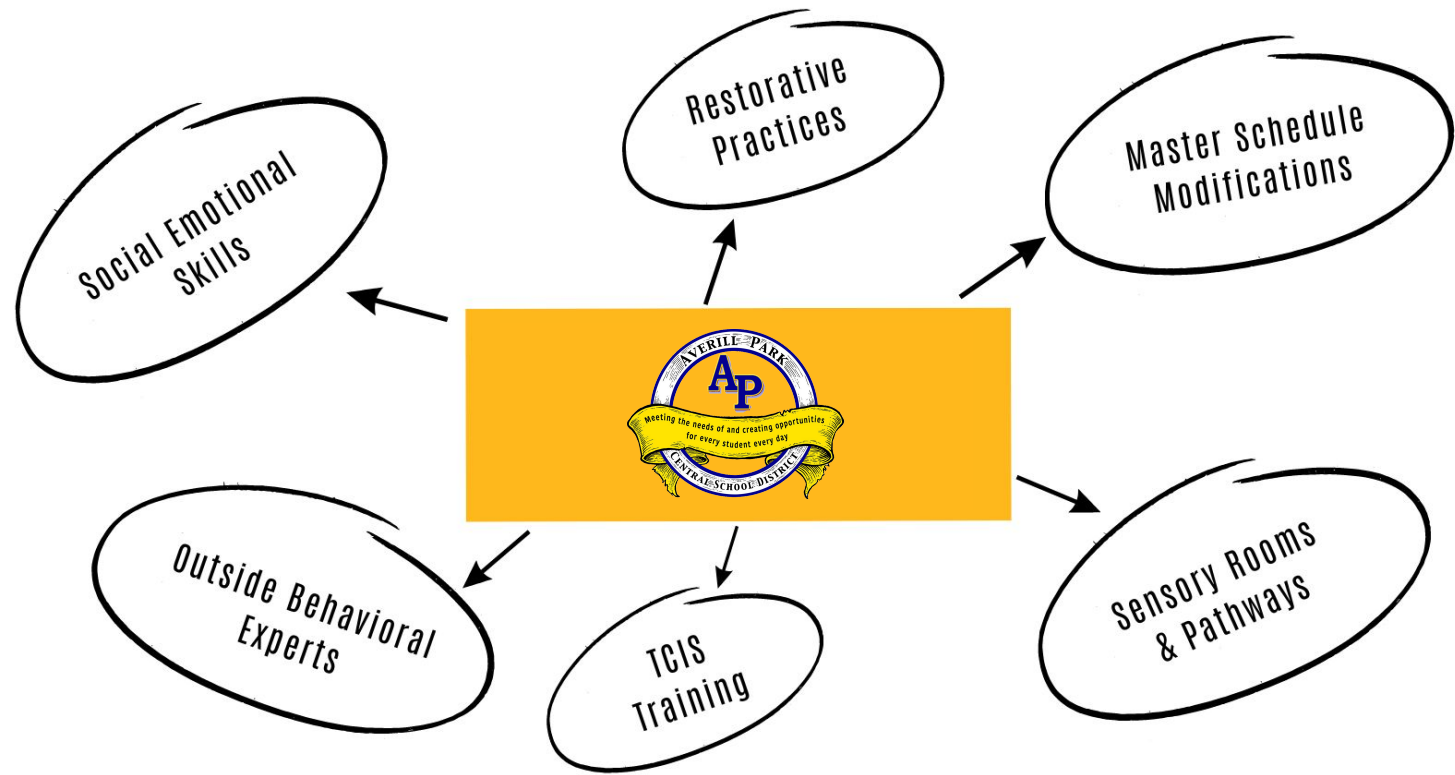 Restorative
Practices
Master Schedule
Modifications
Social Emotional
Skills
AVERILL PARK
AP
Meeting the needs of and creating opportunities
for every student every day
CENTRAL SCHOOL DISTRICT
Outside Behavioral
Experts
TCIS
Training
Sensory Rooms
& Pathways